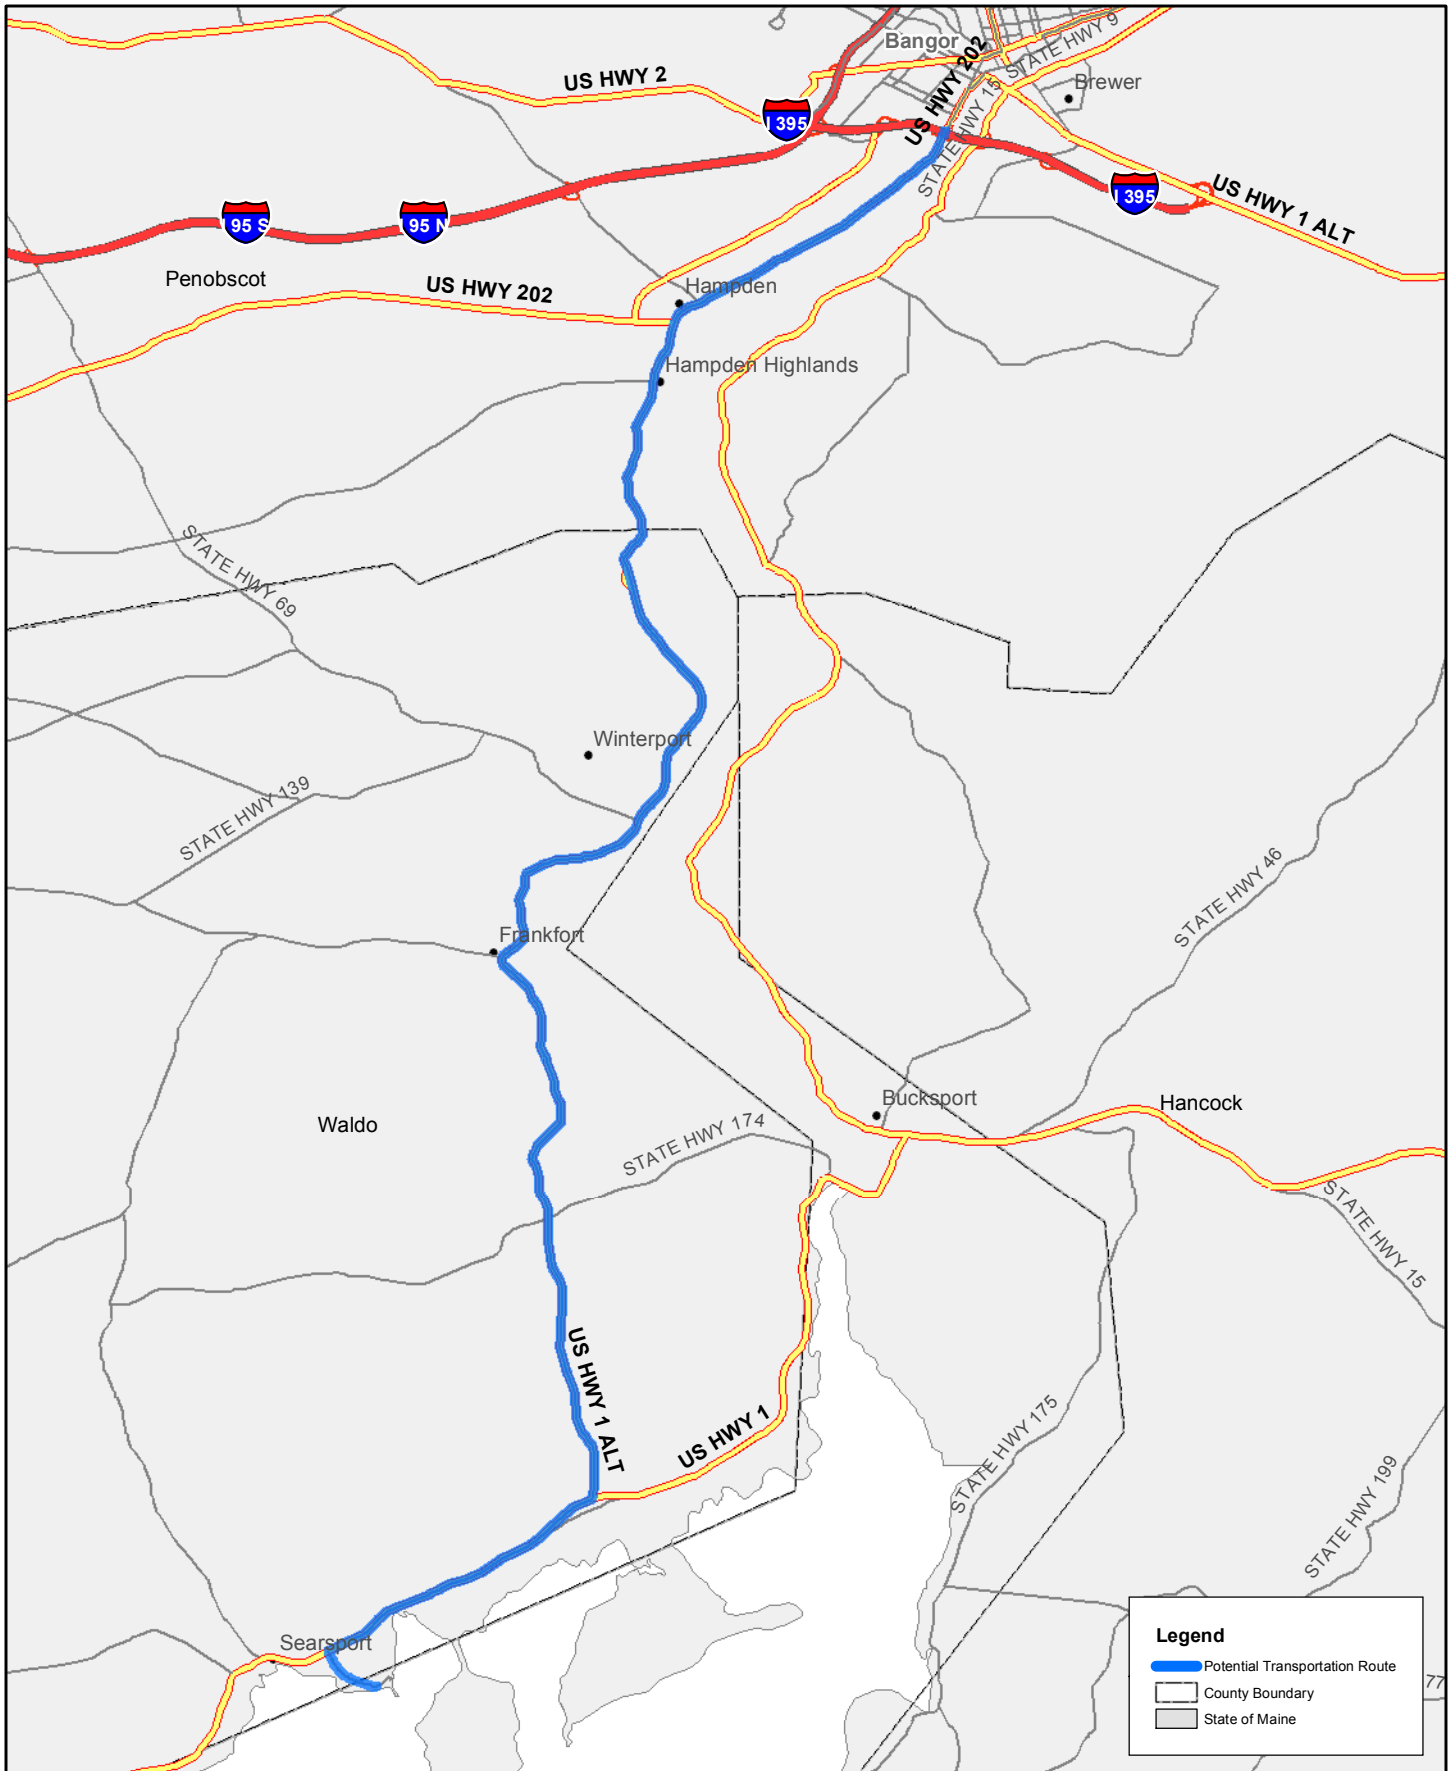 Bangor
STATE HWY 9
US HWY 202
US HWY 2
Brewer
I 395
STATE HWY 15
I 395
US HWY 1 ALT
I 95 S
I 95 N
Penobscot
US HWY 202
Hampden
Hampden Highlands
STATE HWY 69
Winterport
STATE HWY 139
STATE HWY 46
Frankfort
Bucksport
Hancock
Waldo
STATE HWY 174
STATE HWY 15
US HWY 1 ALT
US HWY 1
STATE HWY 175
STATE HWY 199
Searsport
Legend
Potential Transportation Route
County Boundary
State of Maine
77